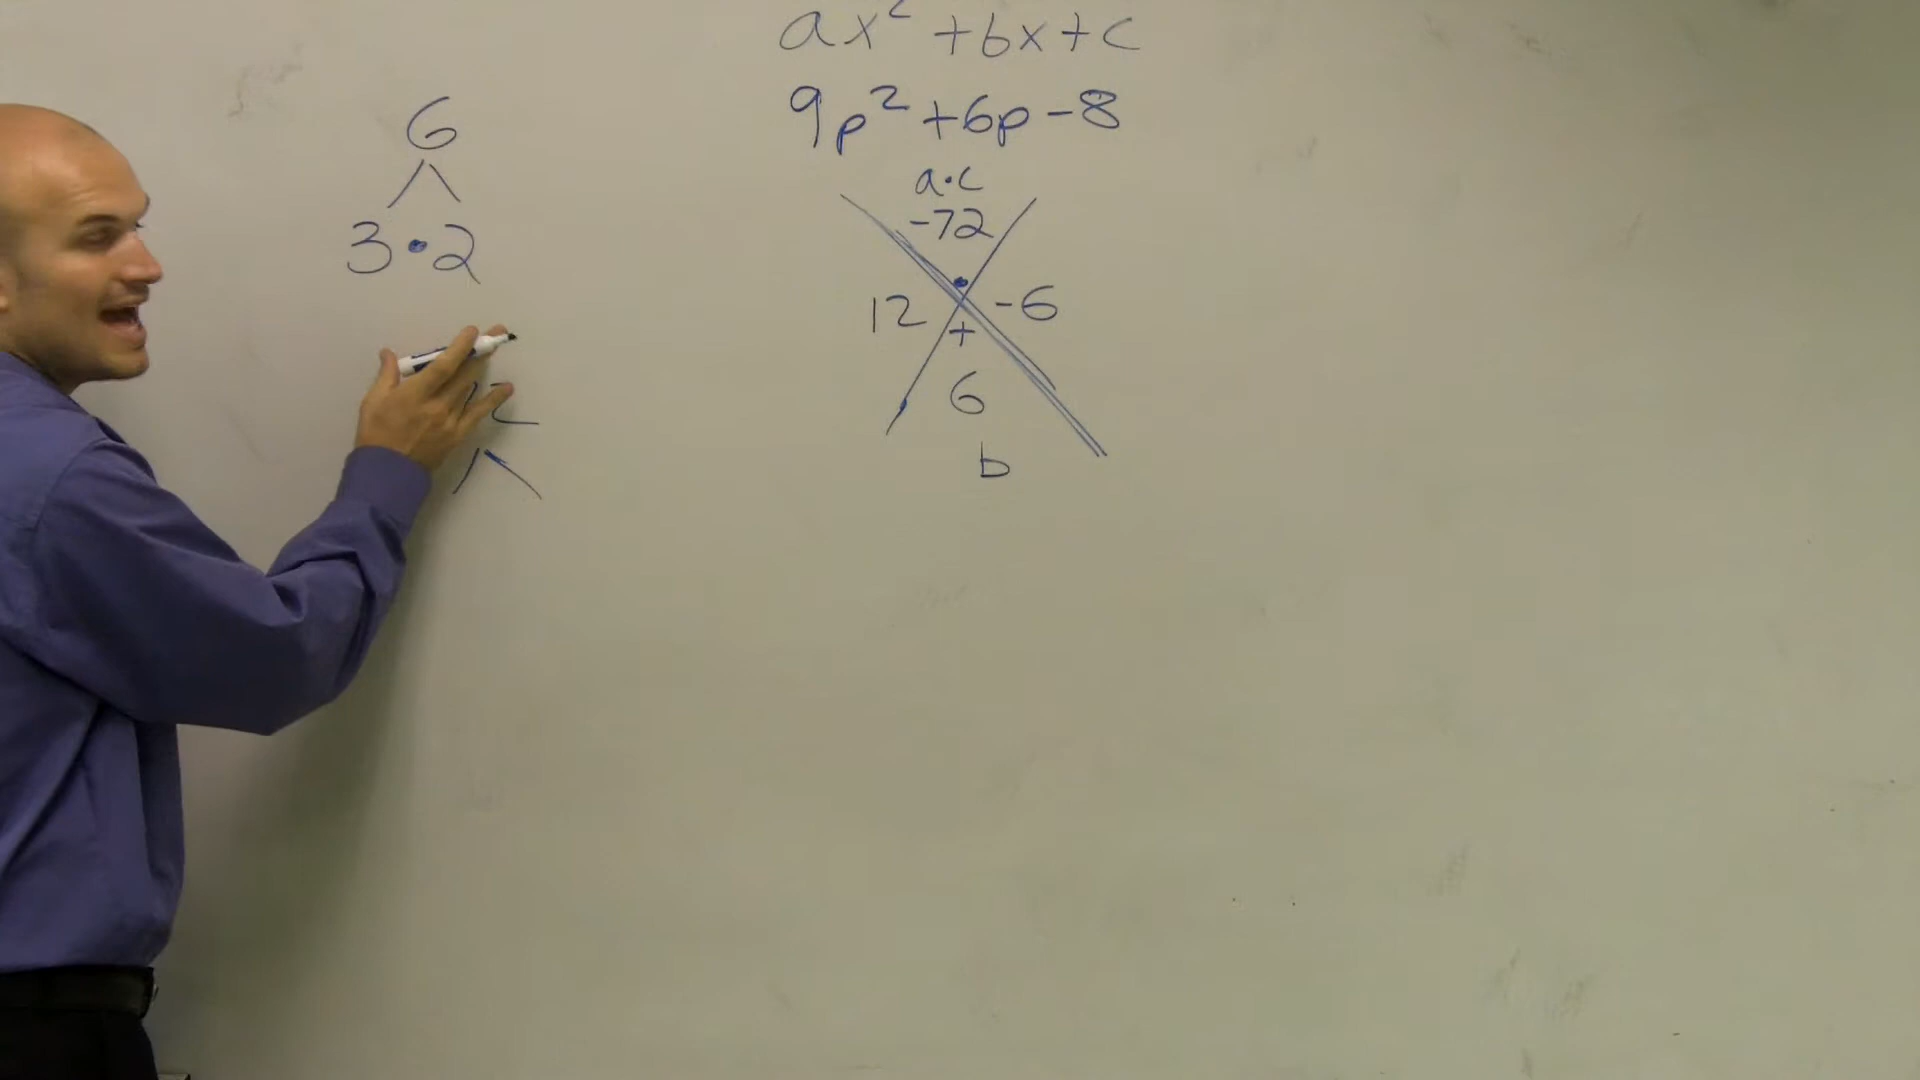 ax² + bx + c
9p² + 6p - 8
a·c
-72
12 · -6
+
6
b
6
3 · 2
12